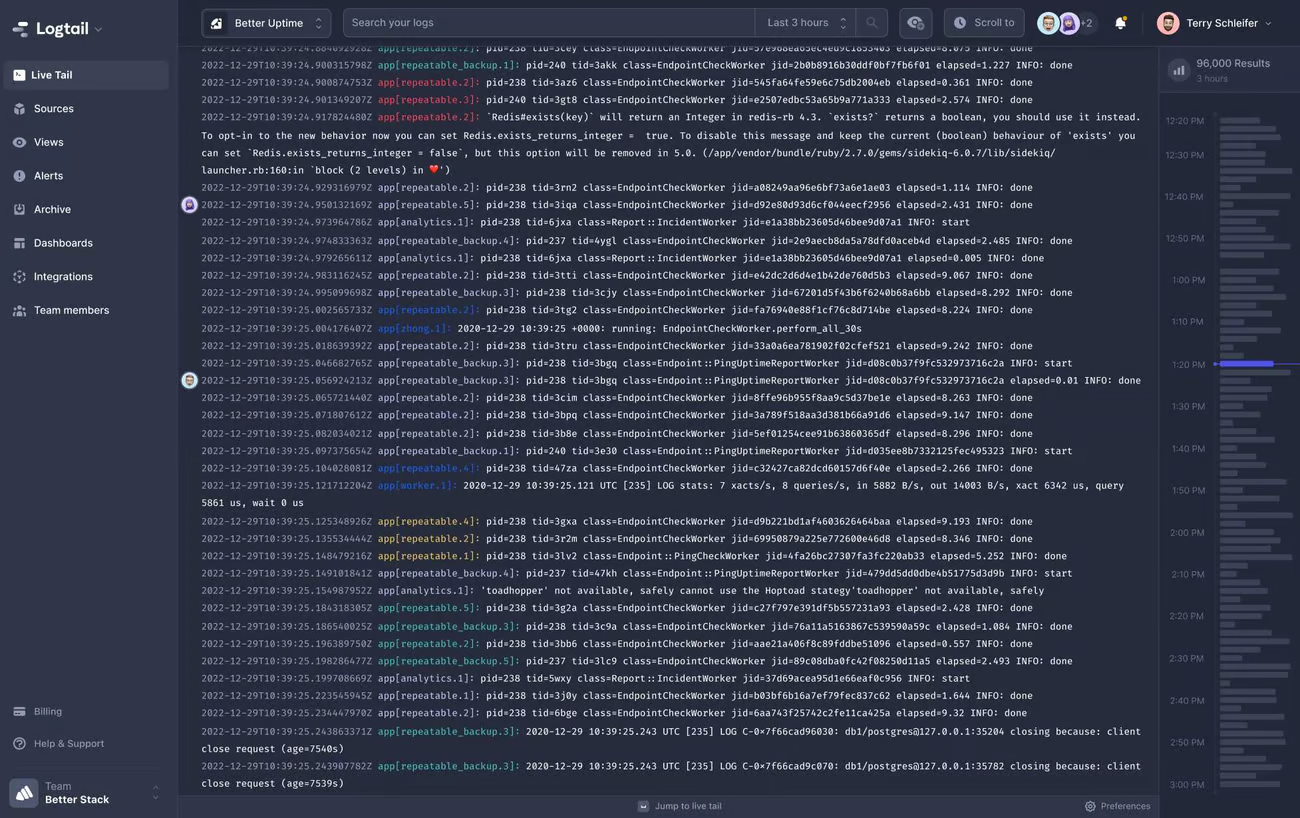 Logtail
Better Uptime
Search your logs
Last 3 hours
Scroll to
+2
Terry Schleifer
Live Tail
Sources
Views
Alerts
Archive
Dashboards
Integrations
Team members
Billing
Help & Support
Team
Better Stack
2022-12-29T10:39:24.884692928Z app[repeatable.2]: pid=238 tid=3cey class=EndpointCheckWorker elapsed=8.073 INFO: done
2022-12-29T10:39:24.900315798Z app[repeatable_backup.1]: pid=240 tid=3akk class=EndpointCheckWorker jid=2b0b8916b30ddf0bf7fb6f01 elapsed=1.227 INFO: done
2022-12-29T10:39:24.900874753Z app[repeatable.2]: pid=238 tid=3az6 class=EndpointCheckWorker jid=545fa64fe59e6c75db2004eb elapsed=0.361 INFO: done
2022-12-29T10:39:24.901349207Z app[repeatable.3]: pid=240 tid=3gt8 class=EndpointCheckWorker jid=e2507edbc53a65b9a771a333 elapsed=2.574 INFO: done
2022-12-29T10:39:24.917824480Z app[repeatable.2]: `Redis#exists(key)` will return an Integer in redis-rb 4.3. `exists?` returns a boolean, you should use it instead.
To opt-in to the new behavior now you can set Redis.exists_returns_integer = true. To disable this message and keep the current (boolean) behaviour of 'exists' you
can set `Redis.exists_returns_integer = false`, but this option will be removed in 5.0. (/app/vendor/bundle/ruby/2.7.0/gems/sidekiq-6.0.7/lib/sidekiq/
launcher.rb:160:in `block (2 levels) in ❤️')
2022-12-29T10:39:24.929316979Z app[repeatable.2]: pid=238 tid=3rn2 class=EndpointCheckWorker jid=a08249aa96e6bf73a6e1ae03 elapsed=1.114 INFO: done
2022-12-29T10:39:24.950132169Z app[repeatable.5]: pid=238 tid=3iqa class=EndpointCheckWorker jid=d92e80d93d6cf044eecf2956 elapsed=2.431 INFO: done
2022-12-29T10:39:24.973964786Z app[analytics.1]: pid=238 tid=6jxa class=Report::IncidentWorker jid=e1a38bb23605d46bee9d07a1 INFO: start
2022-12-29T10:39:24.974833363Z app[repeatable_backup.4]: pid=237 tid=4ygl class=EndpointCheckWorker jid=2e9aecb8da5a78dfd0aceb4d elapsed=2.485 INFO: done
2022-12-29T10:39:24.979265611Z app[analytics.1]: pid=238 tid=6jxa class=Report::IncidentWorker jid=e1a38bb23605d46bee9d07a1 elapsed=0.005 INFO: done
2022-12-29T10:39:24.983116245Z app[repeatable.2]: pid=238 tid=3tti class=EndpointCheckWorker jid=e42dc2d6d4e1b42de760d5b3 elapsed=9.067 INFO: done
2022-12-29T10:39:24.995099698Z app[repeatable_backup.3]: pid=238 tid=3cjy class=EndpointCheckWorker jid=67201d5f43b6f6240b68a6bb elapsed=8.292 INFO: done
2022-12-29T10:39:25.002565733Z app[repeatable.2]: pid=238 tid=3tg2 class=EndpointCheckWorker jid=fa76940e88f1cf76c8d714be elapsed=8.224 INFO: done
2022-12-29T10:39:25.004176407Z app[zhong.1]: 2020-12-29 10:39:25 +0000: running: EndpointCheckWorker.perform_all_30s
2022-12-29T10:39:25.018639392Z app[repeatable.2]: pid=238 tid=3tru class=EndpointCheckWorker jid=33a0a6ea781902f02cfef521 elapsed=9.242 INFO: done
2022-12-29T10:39:25.046682765Z app[repeatable_backup.3]: pid=238 tid=3bgq class=Endpoint::PingUptimeReportWorker jid=d08c0b37f9fc532973716c2a INFO: start
2022-12-29T10:39:25.056924213Z app[repeatable_backup.3]: pid=238 tid=3bgq class=Endpoint::PingUptimeReportWorker jid=d08c0b37f9fc532973716c2a elapsed=0.01 INFO: done
2022-12-29T10:39:25.065721440Z app[repeatable.2]: pid=238 tid=3cim class=EndpointCheckWorker jid=8ffe96b955f8aa9c5d37be1e elapsed=8.263 INFO: done
2022-12-29T10:39:25.071807612Z app[repeatable.2]: pid=238 tid=3bpq class=EndpointCheckWorker jid=3a789f518aa3d381b66a91d6 elapsed=9.147 INFO: done
2022-12-29T10:39:25.082034021Z app[repeatable.2]: pid=238 tid=3b8e class=EndpointCheckWorker jid=5ef01254cee91b63860365df elapsed=8.296 INFO: done
2022-12-29T10:39:25.097375654Z app[repeatable_backup.1]: pid=240 tid=3e30 class=Endpoint::PingUptimeReportWorker jid=d035ee8b7332125fec495323 INFO: start
2022-12-29T10:39:25.104028081Z app[repeatable.4]: pid=238 tid=47za class=EndpointCheckWorker jid=c32427ca82dcd60157d6f40e elapsed=2.266 INFO: done
2022-12-29T10:39:25.121712204Z app[worker.1]: 2020-12-29 10:39:25.121 UTC [235] LOG stats: 7 xacts/s, 8 queries/s, in 5882 B/s, out 14003 B/s, xact 6342 us, query
5861 us, wait 0 us
2022-12-29T10:39:25.125348926Z app[repeatable.4]: pid=238 tid=3gxa class=EndpointCheckWorker jid=d9b221bd1af4603626464baa elapsed=9.193 INFO: done
2022-12-29T10:39:25.135534444Z app[repeatable.2]: pid=238 tid=3r2m class=EndpointCheckWorker jid=69950879a225e772600e46d8 elapsed=8.346 INFO: done
2022-12-29T10:39:25.148479216Z app[repeatable.1]: pid=238 tid=3lv2 class=Endpoint::PingCheckWorker jid=4fa26bc27307fa3fc220ab33 elapsed=5.252 INFO: done
2022-12-29T10:39:25.149101841Z app[repeatable_backup.4]: pid=237 tid=47kh class=Endpoint::PingUptimeReportWorker jid=479dd5dd0dbe4b51775d3d9b INFO: start
2022-12-29T10:39:25.154987952Z app[analytics.1]: 'toadhopper' not available, safely cannot use the Hoptoad stategy'toadhopper' not available, safely
2022-12-29T10:39:25.184318305Z app[repeatable.5]: pid=238 tid=3g2a class=EndpointCheckWorker jid=c27f797e391df5b557231a93 elapsed=2.428 INFO: done
2022-12-29T10:39:25.186540025Z app[repeatable_backup.3]: pid=238 tid=3c9a class=EndpointCheckWorker jid=76a11a5163867c539590a59c elapsed=1.084 INFO: done
2022-12-29T10:39:25.196389750Z app[repeatable.2]: pid=238 tid=3bb6 class=EndpointCheckWorker jid=aae21a406f8c89fddbe51096 elapsed=0.557 INFO: done
2022-12-29T10:39:25.198286477Z app[repeatable_backup.5]: pid=237 tid=3lc9 class=EndpointCheckWorker jid=89c08dba0fc42f08250d11a5 elapsed=2.493 INFO: done
2022-12-29T10:39:25.199708669Z app[analytics.1]: pid=238 tid=5wxy class=Report::IncidentWorker jid=37d69acea95d1e66eaf0c956 INFO: start
2022-12-29T10:39:25.223545945Z app[repeatable.1]: pid=238 tid=3j0y class=EndpointCheckWorker jid=b03bf6b16a7ef79fec837c62 elapsed=1.644 INFO: done
2022-12-29T10:39:25.234447970Z app[repeatable.2]: pid=238 tid=6bge class=EndpointCheckWorker jid=6aa743f25742c2fe11ca425a elapsed=9.32 INFO: done
2022-12-29T10:39:25.243863371Z app[repeatable_backup.3]: 2020-12-29 10:39:25.243 UTC [235] LOG C-0×7f66cad96030: db1/postgres@127.0.0.1:35204 closing because: client
close request (age=7540s)
2022-12-29T10:39:25.243907782Z app[repeatable_backup.3]: 2020-12-29 10:39:25.243 UTC [235] LOG C-0×7f66cad9c070: db1/postgres@127.0.0.1:35782 closing because: client
close request (age=7539s)
Jump to live tail
Preferences
96,000 Results
3 hours
12:20 PM
12:30 PM
12:40 PM
12:50 PM
1:00 PM
1:10 PM
1:20 PM
1:30 PM
1:40 PM
1:50 PM
2:00 PM
2:10 PM
2:20 PM
2:30 PM
2:40 PM
2:50 PM
3:00 PM